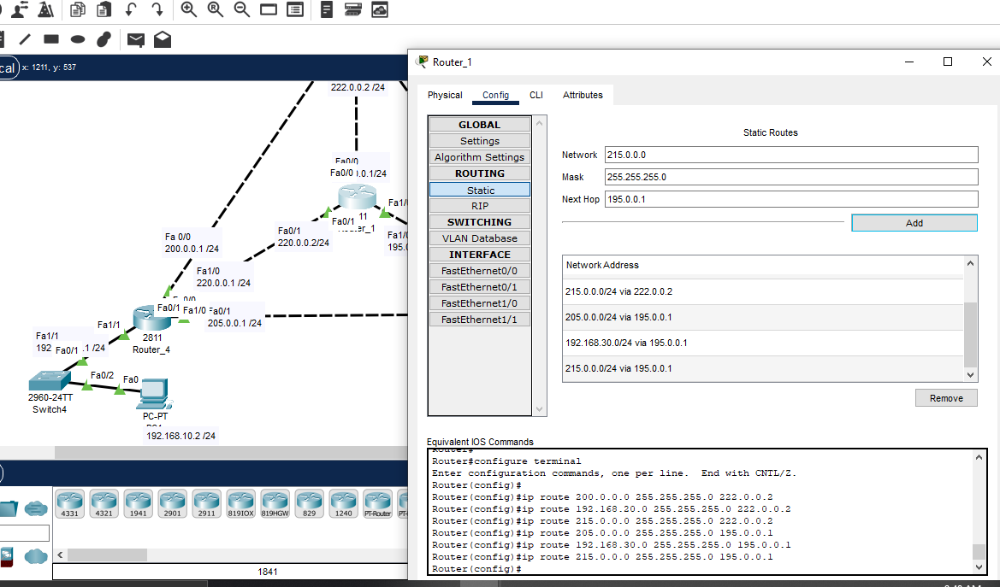 cal x: 1211, y: 537
222.0.0.2 /24
Fa0/0
Fa0/0 ).0.1/24
Fa1/
11
Fa0/1
Fa0/1
220.0.0.2/24
Fa1/
195.
Fa 0/0
200.0.0.1 /24
Fa1/0
220.0.0.1 /24
Fa0/1 Fa1/0 Fa0/1
205.0.0.1 /24
Fa1/1
2811
Router_4
Fa1/1
192 Fa0/1 .1 /24
Fa0/2
Fa0
2960-24TT
Switch4
PC-PT
192.168.10.2 /24
4331
4321
1941
2901
2911
819IOX
819HGW
829
1240
PT-Router
PT-
1841
Router_1
Physical
Config
CLI
Attributes
GLOBAL
Settings
Algorithm Settings
ROUTING
Static
RIP
SWITCHING
VLAN Database
INTERFACE
FastEthernet0/0
FastEthernet0/1
FastEthernet1/0
FastEthernet1/1
Static Routes
Network 215.0.0.0
Mask 255.255.255.0
Next Hop 195.0.0.1
Add
Network Address
215.0.0.0/24 via 222.0.0.2
205.0.0.0/24 via 195.0.0.1
192.168.30.0/24 via 195.0.0.1
215.0.0.0/24 via 195.0.0.1
Remove
Equivalent IOS Commands
Router#
Router#configure terminal
Enter configuration commands, one per line.  End with CNTL/Z.
Router(config)#
Router(config)#ip route 200.0.0.0 255.255.255.0 222.0.0.2
Router(config)#ip route 192.168.20.0 255.255.255.0 222.0.0.2
Router(config)#ip route 215.0.0.0 255.255.255.0 222.0.0.2
Router(config)#ip route 205.0.0.0 255.255.255.0 195.0.0.1
Router(config)#ip route 192.168.30.0 255.255.255.0 195.0.0.1
Router(config)#ip route 215.0.0.0 255.255.255.0 195.0.0.1
Router(config)#